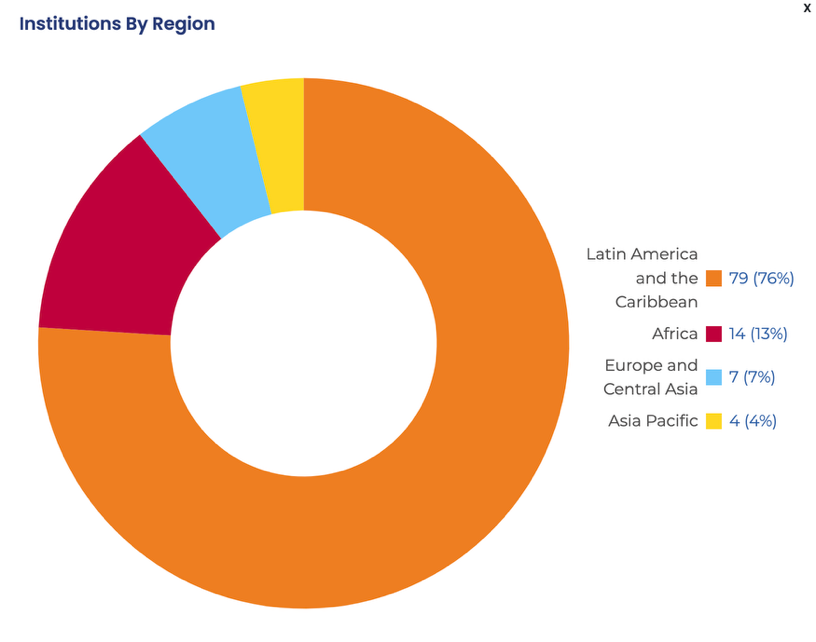 X
Institutions By Region
Latin America
and the
Caribbean
79 (76%)
Africa
14 (13%)
Europe and
Central Asia
7 (7%)
Asia Pacific
4 (4%)